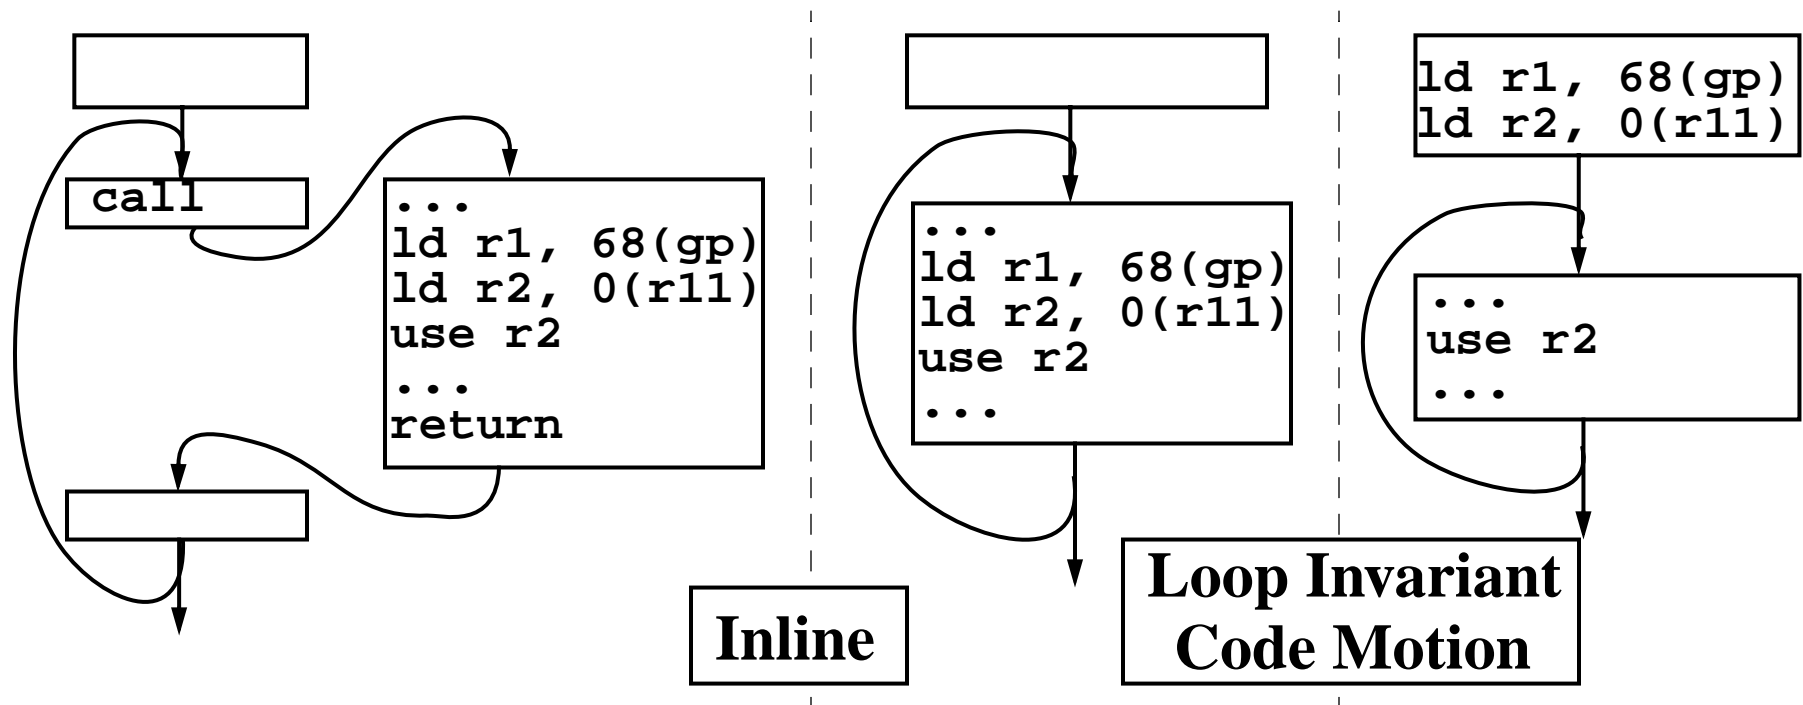 call
...
ld r1, 68(gp)
ld r2, 0(r11)
use r2
...
return
...
ld r1, 68(gp)
ld r2, 0(r11)
use r2
...
ld r1, 68(gp)
ld r2, 0(r11)
...
use r2
...
Inline
Loop Invariant
Code Motion